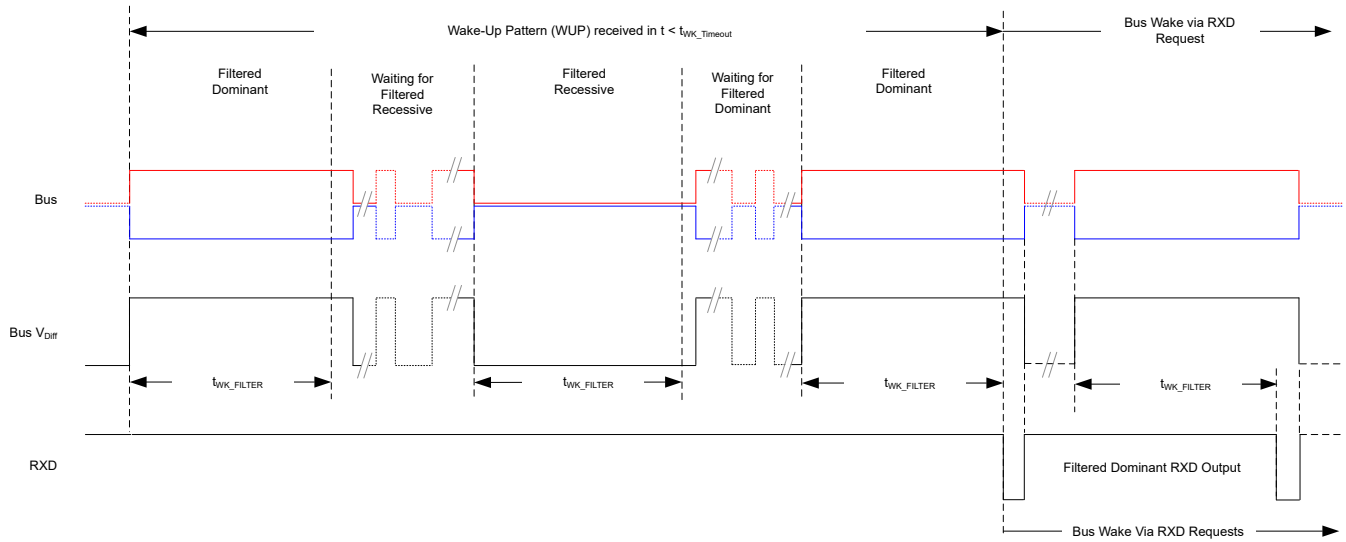 Wake-Up Pattern (WUP) received in t < tWK_Timeout
Bus Wake via RXD
Request
Filtered
Dominant
Waiting for
Filtered
Recessive
Filtered
Recessive
Waiting for
Filtered
Dominant
Filtered
Dominant
Bus
Bus VDiff
tWK_FILTER
tWK_FILTER
tWK_FILTER
tWK_FILTER
RXD
Filtered Dominant RXD Output
Bus Wake Via RXD Requests